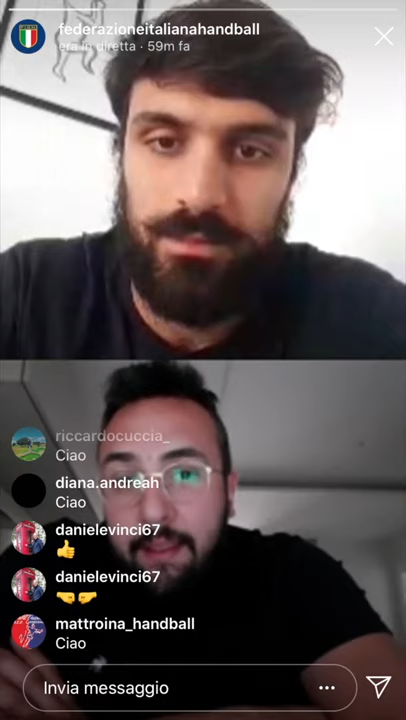 federazioneitalianahandball
era in diretta · 59m fa
riccardocuccia_
Ciao
diana.andreah
Ciao
danielevinci67
👍
danielevinci67
🤜🤛
mattroina_handball
Ciao
Invia messaggio